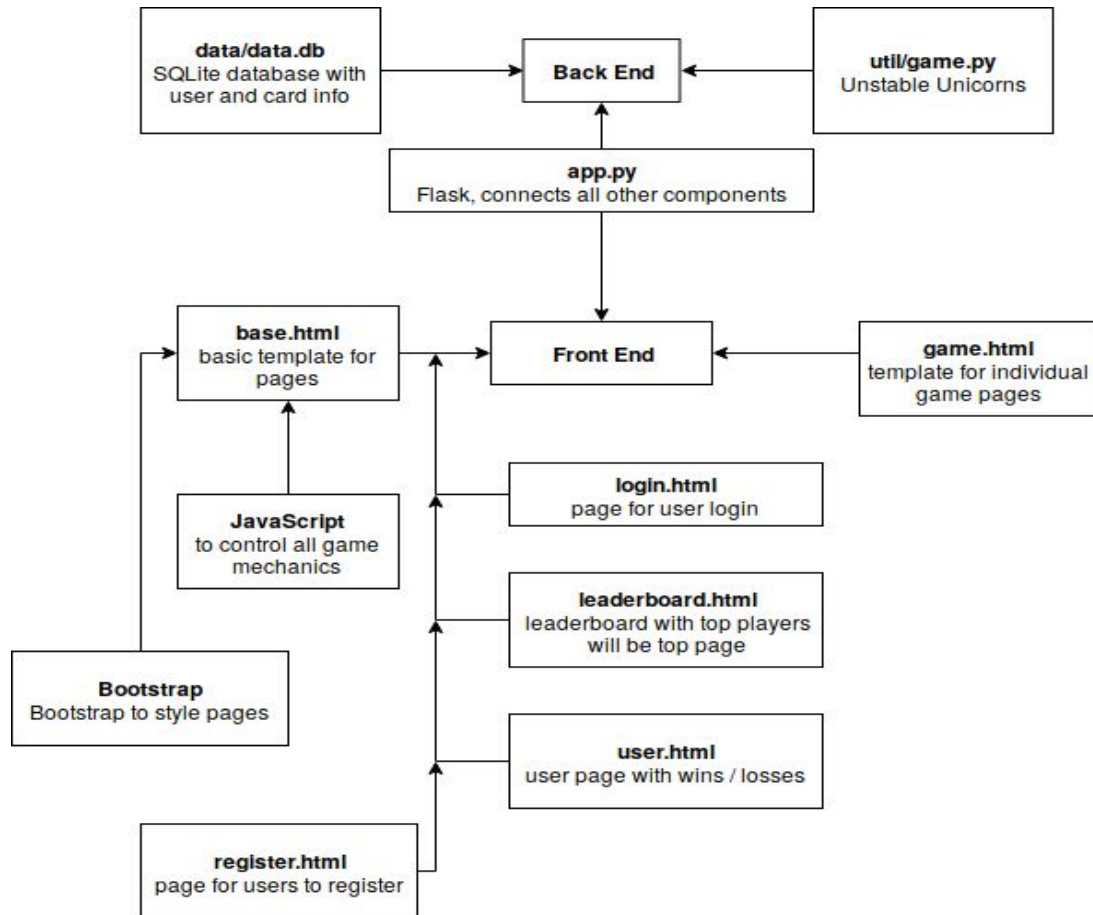 data/data.db
SQLite database with
user and card info
Back End
util/game.py
Unstable Unicorns
app.py
Flask, connects all other components
base.html
basic template for
pages
Front End
game.html
template for individual
game pages
login.html
page for user login
JavaScript
to control all game
mechanics
leaderboard.html
leaderboard with top players
will be top page
Bootstrap
Bootstrap to style pages
user.html
user page with wins / losses
register.html
page for users to register